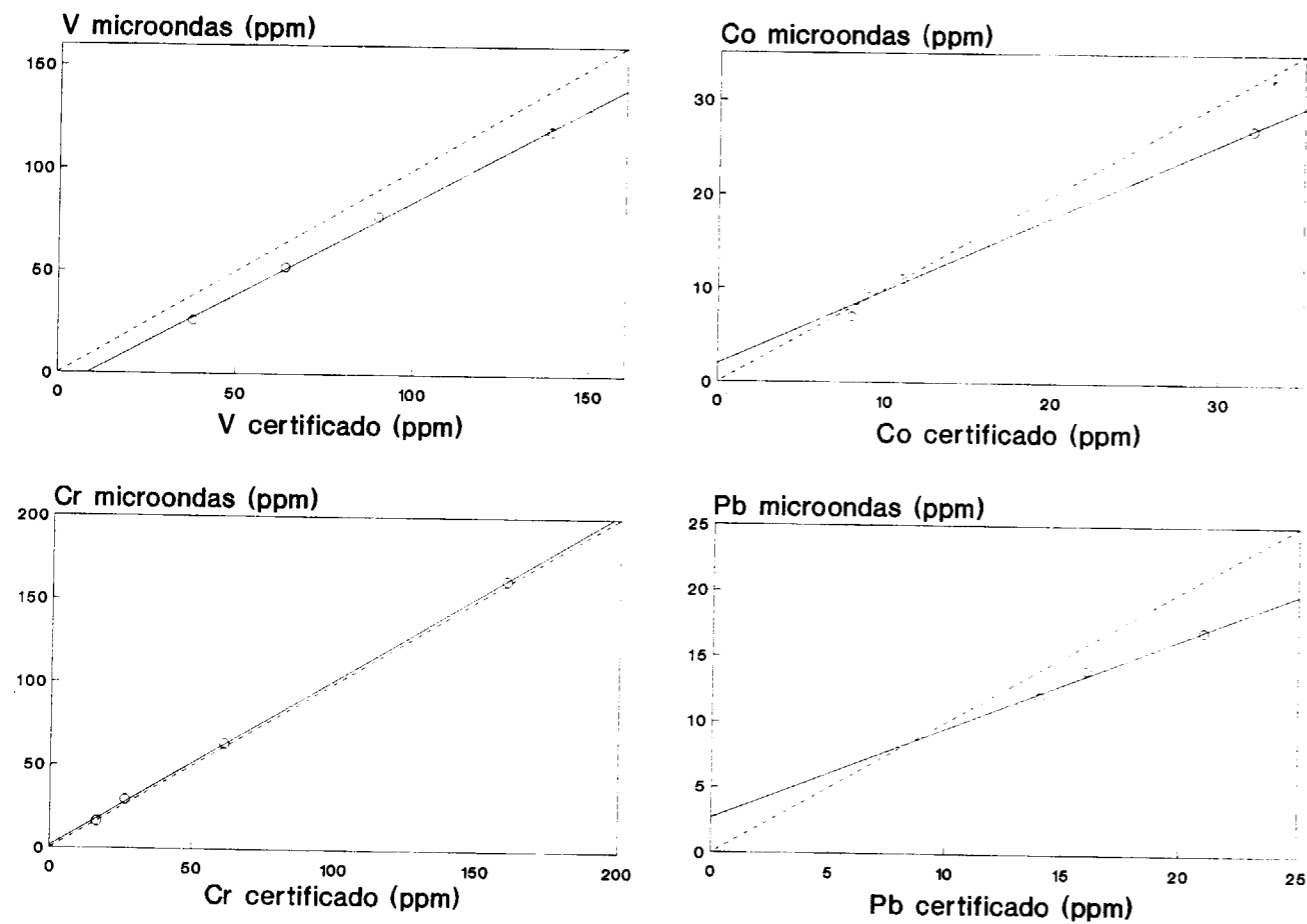 V microondas (ppm)
150
100
50
0
0 50 100 150
V certificado (ppm)
Co microondas (ppm)
30
20
10
0
0 10 20 30
Co certificado (ppm)
Cr microondas (ppm)
200
150
100
50
0
0 50 100 150 200
Cr certificado (ppm)
Pb microondas (ppm)
25
20
15
10
5
0
0 5 10 15 20 25
Pb certificado (ppm)